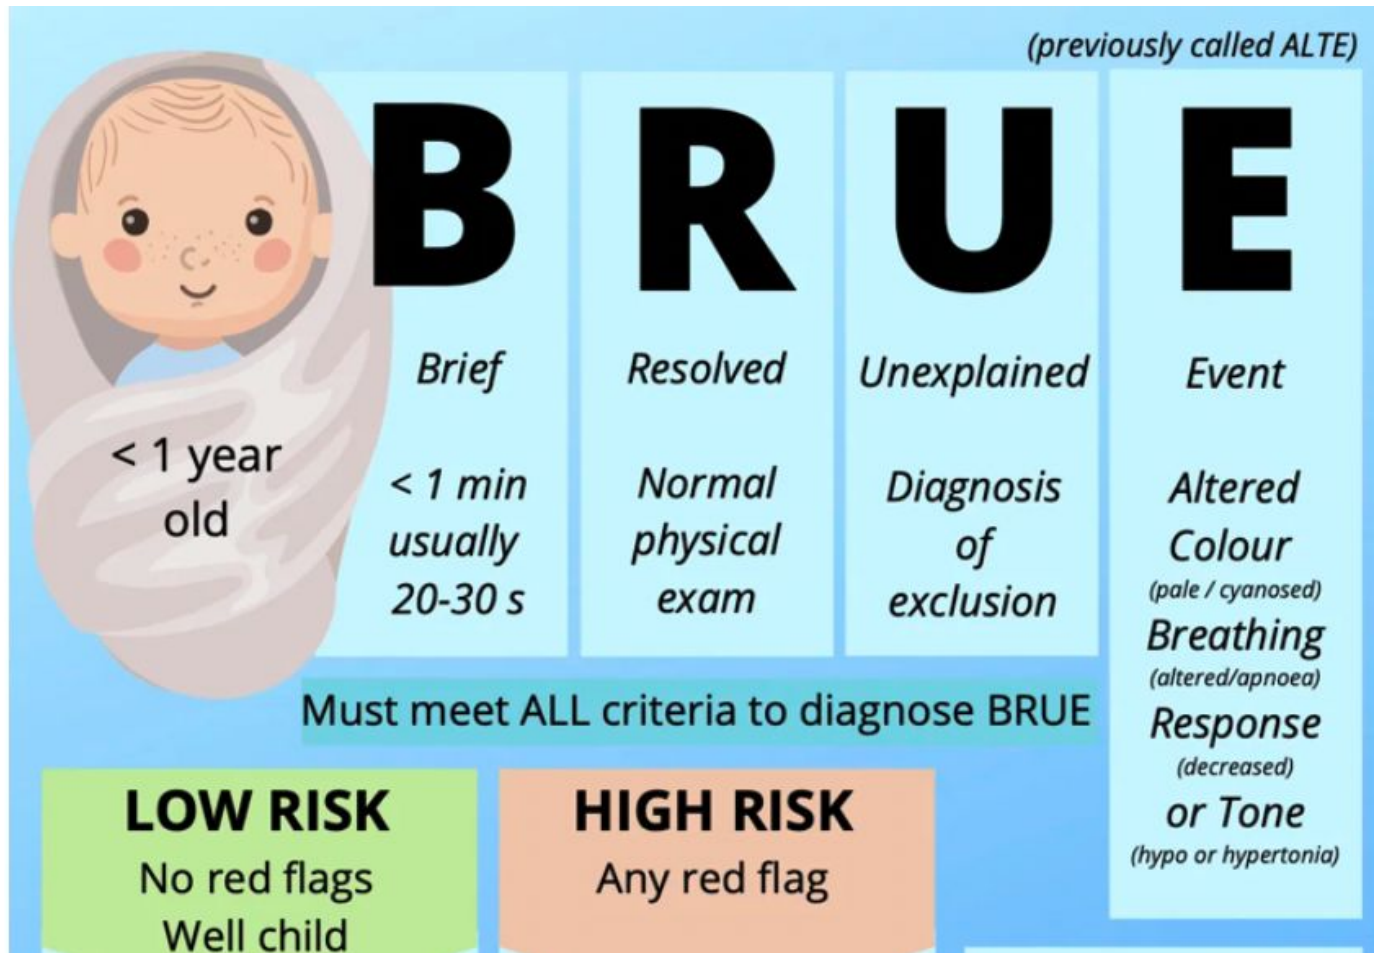 (previously called ALTE)
B R U E
< 1 year
old
Brief
< 1 min
usually
20-30 s
Resolved
Normal
physical
exam
Unexplained
Diagnosis
of
exclusion
Event
Altered
Colour
(pale / cyanosed)
Breathing
(altered/apnoea)
Response
(decreased)
or Tone
(hypo or hypertonia)
Must meet ALL criteria to diagnose BRUE
LOW RISK
No red flags
Well child
HIGH RISK
Any red flag